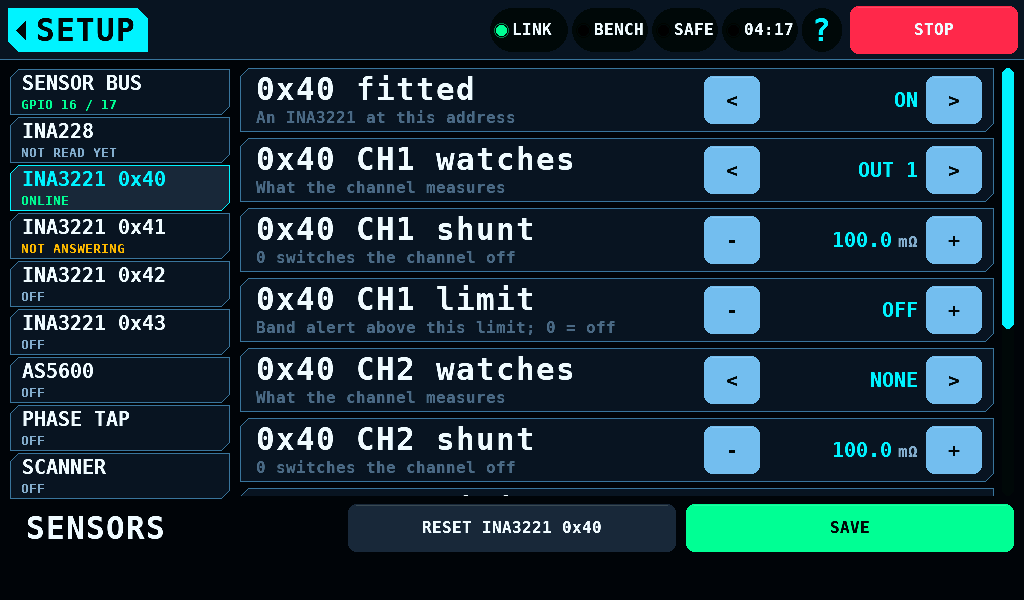 SETUP
LINK
BENCH
SAFE
04:17
?
STOP
SENSOR BUS
GPIO 16 / 17
INA228
NOT READ YET
INA3221 0x40
ONLINE
INA3221 0x41
NOT ANSWERING
INA3221 0x42
OFF
INA3221 0x43
OFF
AS5600
OFF
PHASE TAP
OFF
SCANNER
OFF
0x40 fitted
An INA3221 at this address
< ON >
0x40 CH1 watches
What the channel measures
< OUT 1 >
0x40 CH1 shunt
0 switches the channel off
- 100.0 mΩ +
0x40 CH1 limit
Band alert above this limit; 0 = off
- OFF +
0x40 CH2 watches
What the channel measures
< NONE >
0x40 CH2 shunt
0 switches the channel off
- 100.0 mΩ +
SENSORS
RESET INA3221 0x40
SAVE